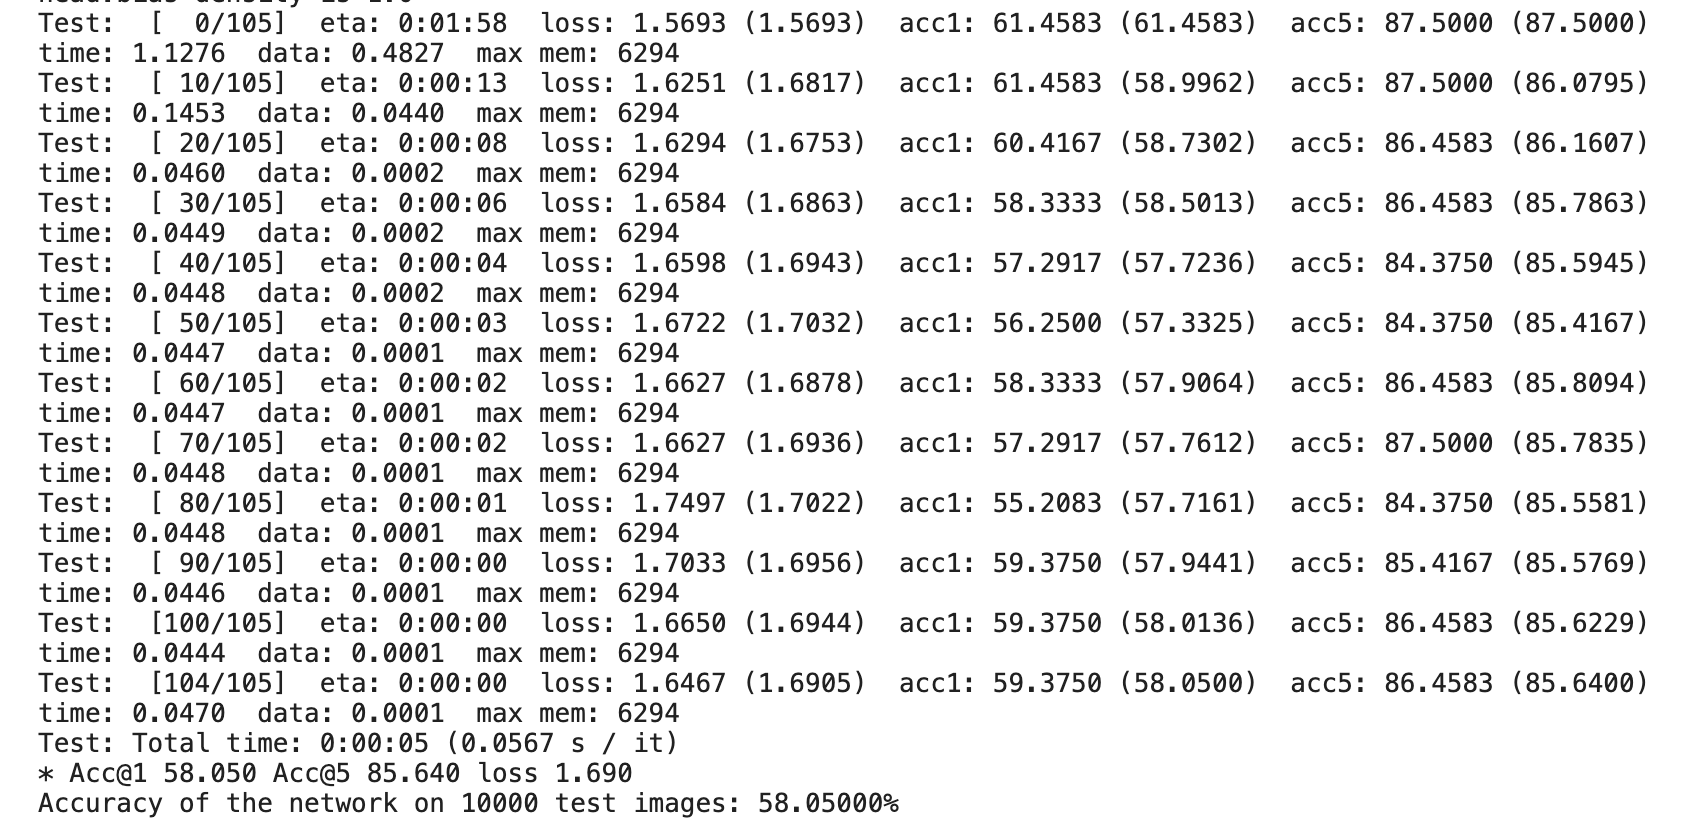 head.bias density is 1.0
Test:  [  0/105]  eta: 0:01:58  loss: 1.5693 (1.5693)  acc1: 61.4583 (61.4583)  acc5: 87.5000 (87.5000)
time: 1.1276  data: 0.4827  max mem: 6294
Test:  [ 10/105]  eta: 0:00:13  loss: 1.6251 (1.6817)  acc1: 61.4583 (58.9962)  acc5: 87.5000 (86.0795)
time: 0.1453  data: 0.0440  max mem: 6294
Test:  [ 20/105]  eta: 0:00:08  loss: 1.6294 (1.6753)  acc1: 60.4167 (58.7302)  acc5: 86.4583 (86.1607)
time: 0.0460  data: 0.0002  max mem: 6294
Test:  [ 30/105]  eta: 0:00:06  loss: 1.6584 (1.6863)  acc1: 58.3333 (58.5013)  acc5: 86.4583 (85.7863)
time: 0.0449  data: 0.0002  max mem: 6294
Test:  [ 40/105]  eta: 0:00:04  loss: 1.6598 (1.6943)  acc1: 57.2917 (57.7236)  acc5: 84.3750 (85.5945)
time: 0.0448  data: 0.0002  max mem: 6294
Test:  [ 50/105]  eta: 0:00:03  loss: 1.6722 (1.7032)  acc1: 56.2500 (57.3325)  acc5: 84.3750 (85.4167)
time: 0.0447  data: 0.0001  max mem: 6294
Test:  [ 60/105]  eta: 0:00:02  loss: 1.6627 (1.6878)  acc1: 58.3333 (57.9064)  acc5: 86.4583 (85.8094)
time: 0.0447  data: 0.0001  max mem: 6294
Test:  [ 70/105]  eta: 0:00:02  loss: 1.6627 (1.6936)  acc1: 57.2917 (57.7612)  acc5: 87.5000 (85.7835)
time: 0.0448  data: 0.0001  max mem: 6294
Test:  [ 80/105]  eta: 0:00:01  loss: 1.7497 (1.7022)  acc1: 55.2083 (57.7161)  acc5: 84.3750 (85.5581)
time: 0.0448  data: 0.0001  max mem: 6294
Test:  [ 90/105]  eta: 0:00:00  loss: 1.7033 (1.6956)  acc1: 59.3750 (57.9441)  acc5: 85.4167 (85.5769)
time: 0.0446  data: 0.0001  max mem: 6294
Test:  [100/105]  eta: 0:00:00  loss: 1.6650 (1.6944)  acc1: 59.3750 (58.0136)  acc5: 86.4583 (85.6229)
time: 0.0444  data: 0.0001  max mem: 6294
Test:  [104/105]  eta: 0:00:00  loss: 1.6467 (1.6905)  acc1: 59.3750 (58.0500)  acc5: 86.4583 (85.6400)
time: 0.0470  data: 0.0001  max mem: 6294
Test: Total time: 0:00:05 (0.0567 s / it)
* Acc@1 58.050 Acc@5 85.640 loss 1.690
Accuracy of the network on 10000 test images: 58.05000%